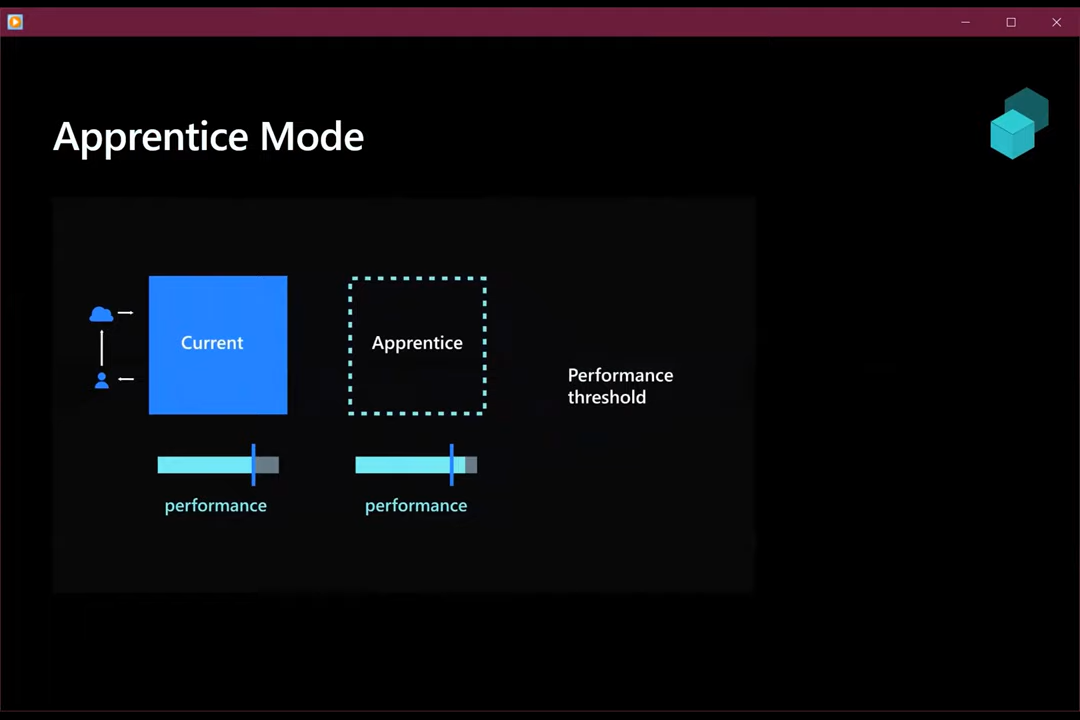 Apprentice Mode
Current
Apprentice
Performance
threshold
performance
performance